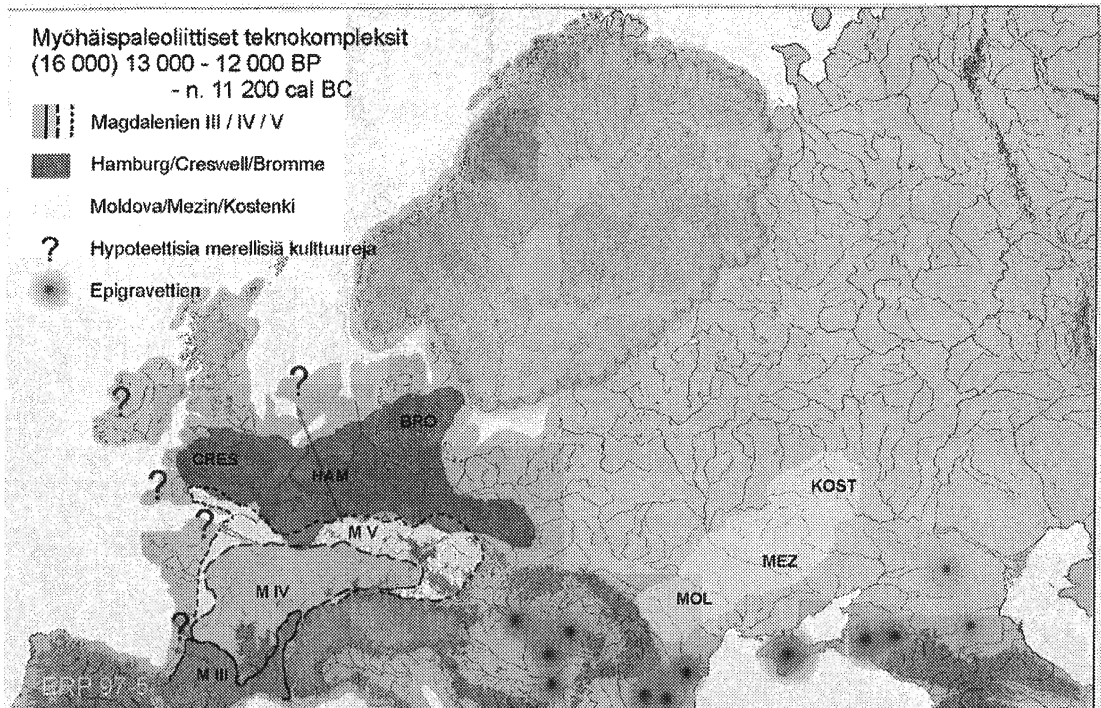 Myöhäispaleoliittiset teknokompleksit
(16 000) 13 000 - 12 000 BP
- n. 11 200 cal BC
Magdalenien III / IV / V
Hamburg/Creswell/Bromme
Moldova/Mezin/Kostenki
? Hypoteettisia merellisiä kulttuureja
Epigravettien
?
?
BRO
CRES
HAM
?
KOST
?
M V
MEZ
M IV
MOL
?
M III